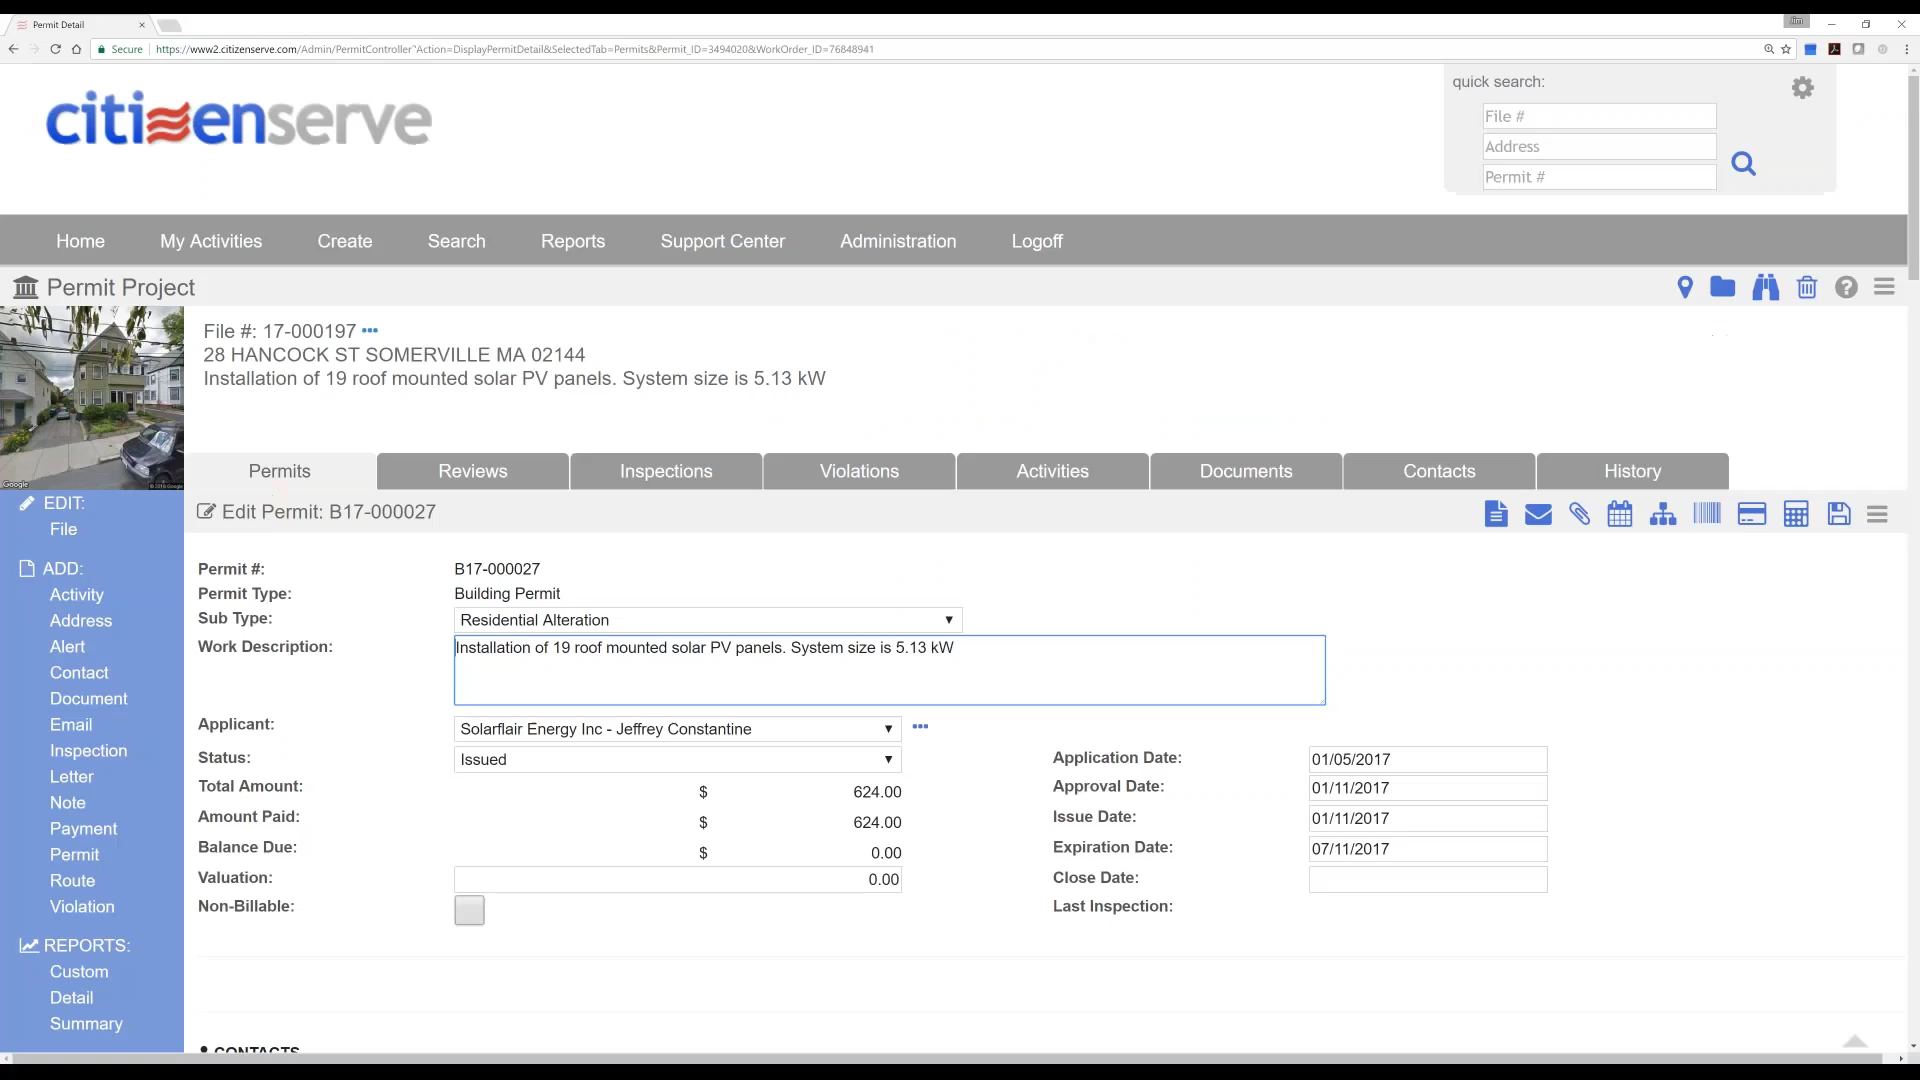 Permit Detail
Jim
Secure
https://www2.citizenserve.com/Admin/PermitController"Action=DisplayPermitDetail&SelectedTab=Permits&Permit_ID=3494020&WorkOrder_ID=76848941
citizenserve
quick search:
File #
Address
Permit #
Home My Activities Create Search Reports Support Center Administration Logoff
Permit Project
File #: 17-000197
28 HANCOCK ST SOMERVILLE MA 02144
Installation of 19 roof mounted solar PV panels. System size is 5.13 kW
Google
© 2016 Google
Permits Reviews Inspections Violations Activities Documents Contacts History
EDIT:
File
ADD:
Activity
Address
Alert
Contact
Document
Email
Inspection
Letter
Note
Payment
Permit
Route
Violation
REPORTS:
Custom
Detail
Summary
Edit Permit: B17-000027
Permit #: B17-000027
Permit Type: Building Permit
Sub Type: Residential Alteration
Work Description: Installation of 19 roof mounted solar PV panels. System size is 5.13 kW
Applicant: Solarflair Energy Inc - Jeffrey Constantine
Status: Issued
Total Amount: $ 624.00
Amount Paid: $ 624.00
Balance Due: $ 0.00
Valuation: 0.00
Non-Billable:
Application Date: 01/05/2017
Approval Date: 01/11/2017
Issue Date: 01/11/2017
Expiration Date: 07/11/2017
Close Date:
Last Inspection:
CONTACTS